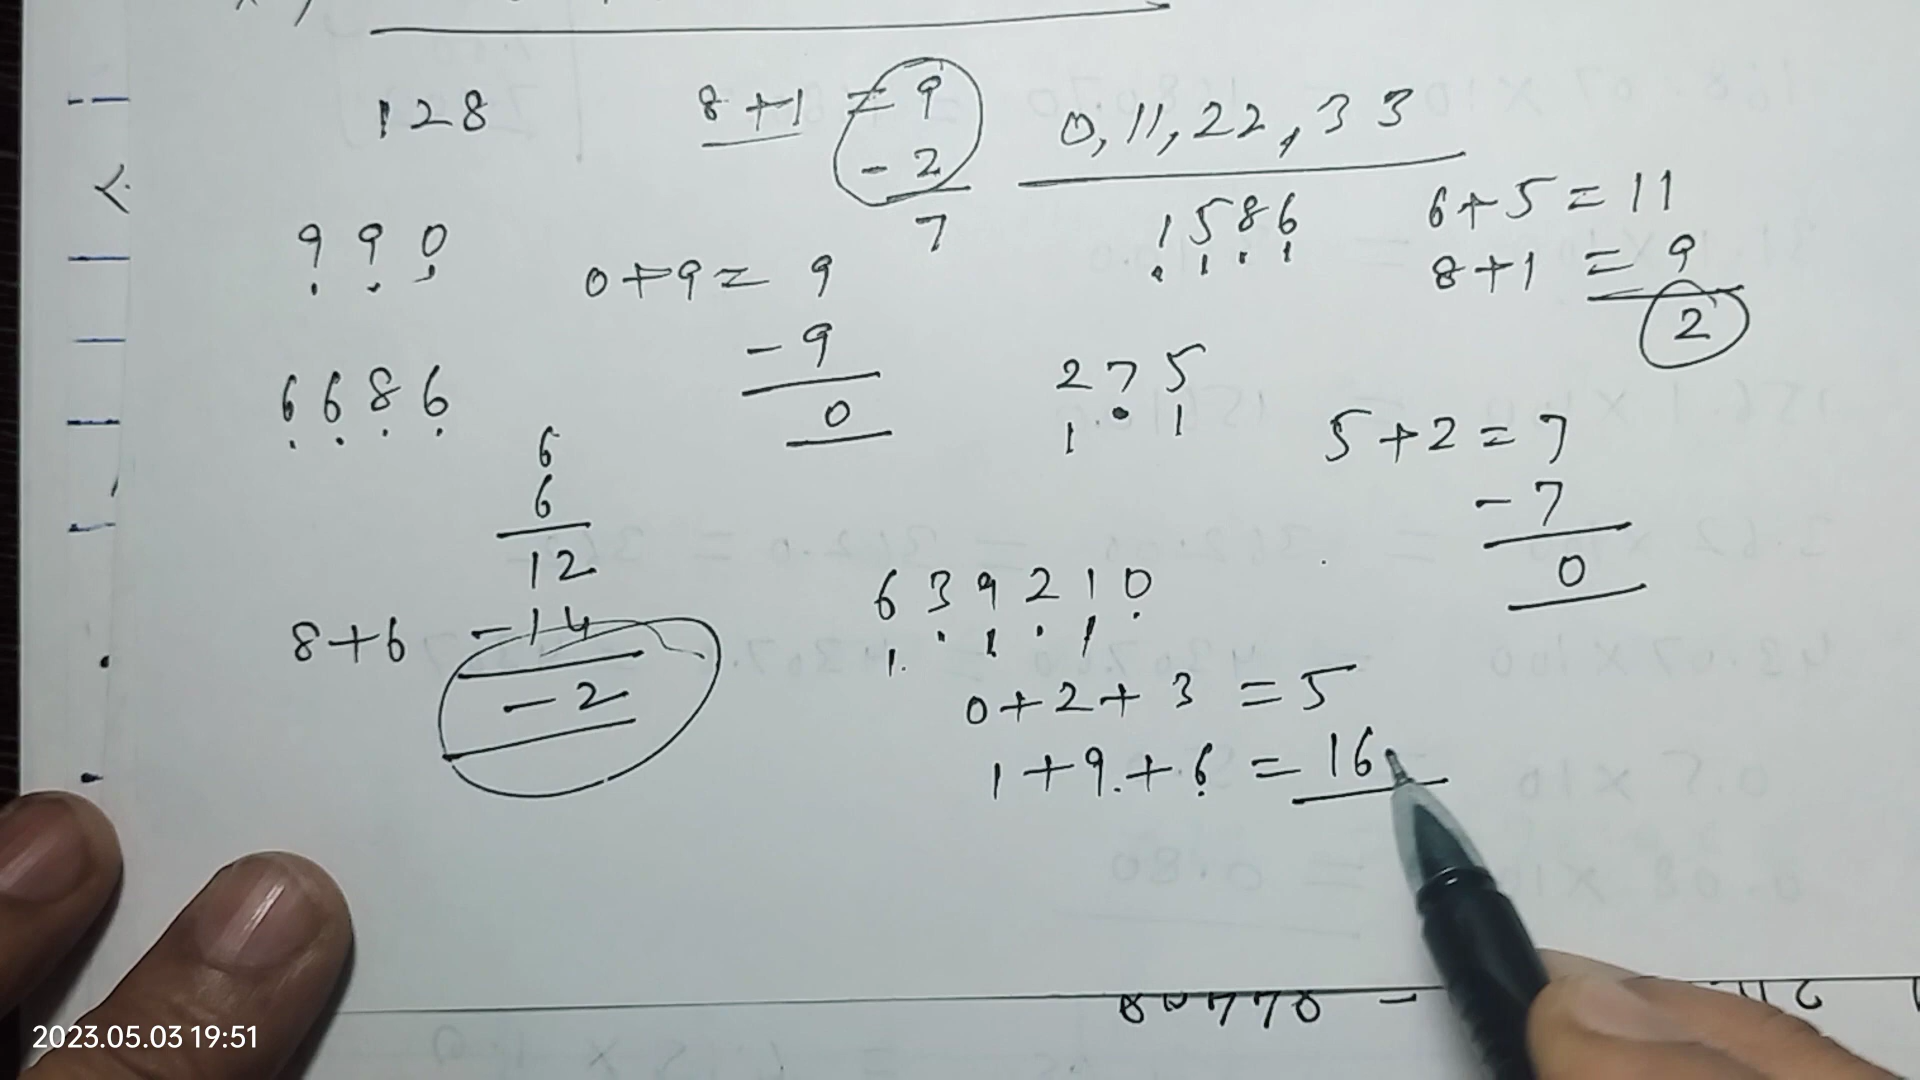 128
8+1 = 9
- 2
7
0, 11, 22, 33
990
0+9 = 9
- 9
0
1586
6+5 = 11
8+1 = 9
2
6686
6
6
12
8+6 - 14
- 2
275
5+2 = 7
- 7
0
639210
0+2+3 = 5
1+9+6 = 16
2023.05.03 19:51